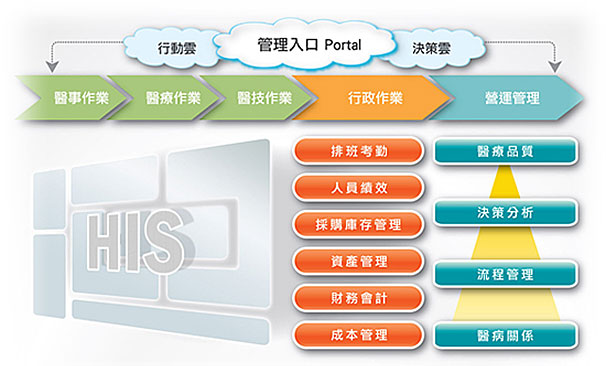 行動雲
管理入口 Portal
決策雲
醫事作業
醫療作業
醫技作業
行政作業
營運管理
HIS
排班考勤
人員績效
採購庫存管理
資產管理
財務會計
成本管理
醫療品質
決策分析
流程管理
醫病關係